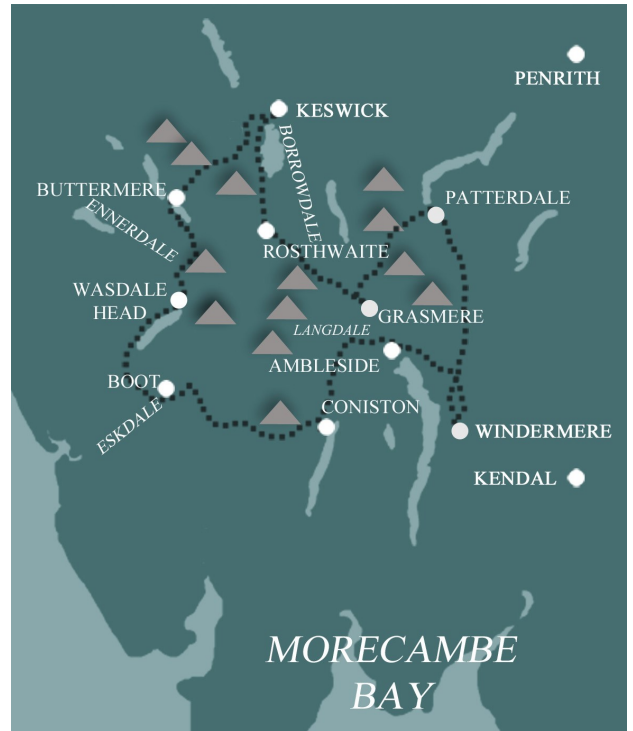 PENRITH
KESWICK
BORROWDALE
BUTTERMERE
ENNERDALE
PATTERDALE
ROSTHWAITE
WASDALE
HEAD
GRASMERE
LANGDALE
AMBLESIDE
BOOT
ESKDALE
CONISTON
WINDERMERE
KENDAL
MORECAMBE
BAY